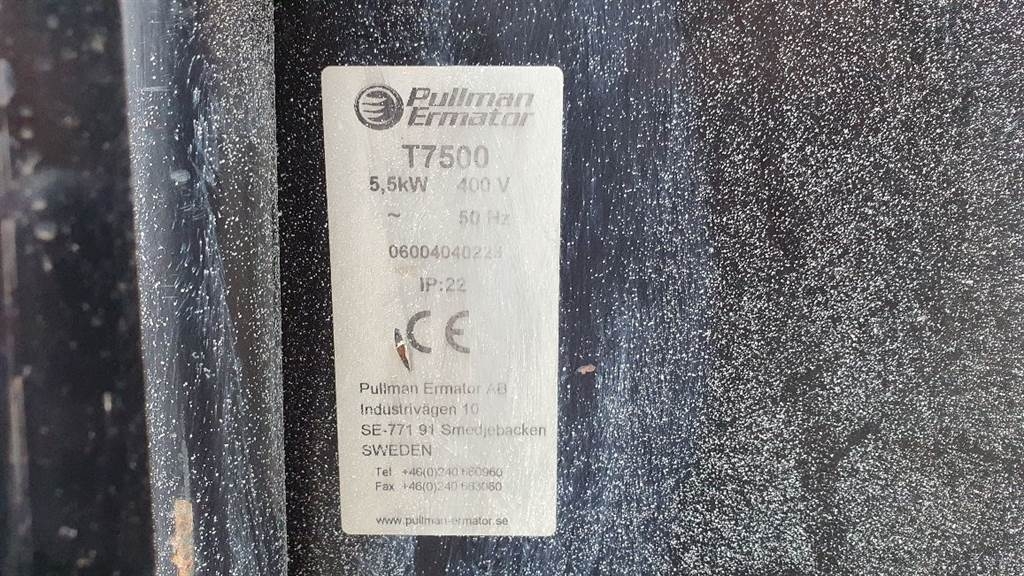 Pullman
Ermator
T7500
5,5kW 400 V
~ 50 Hz
06004040223
IP:22
CE
Pullman Ermator AB
Industrivägen 10
SE-771 91 Smedjebacken
SWEDEN
Tel +46(0)240 660960
Fax +46(0)240 663060
www.pullman-ermator.se